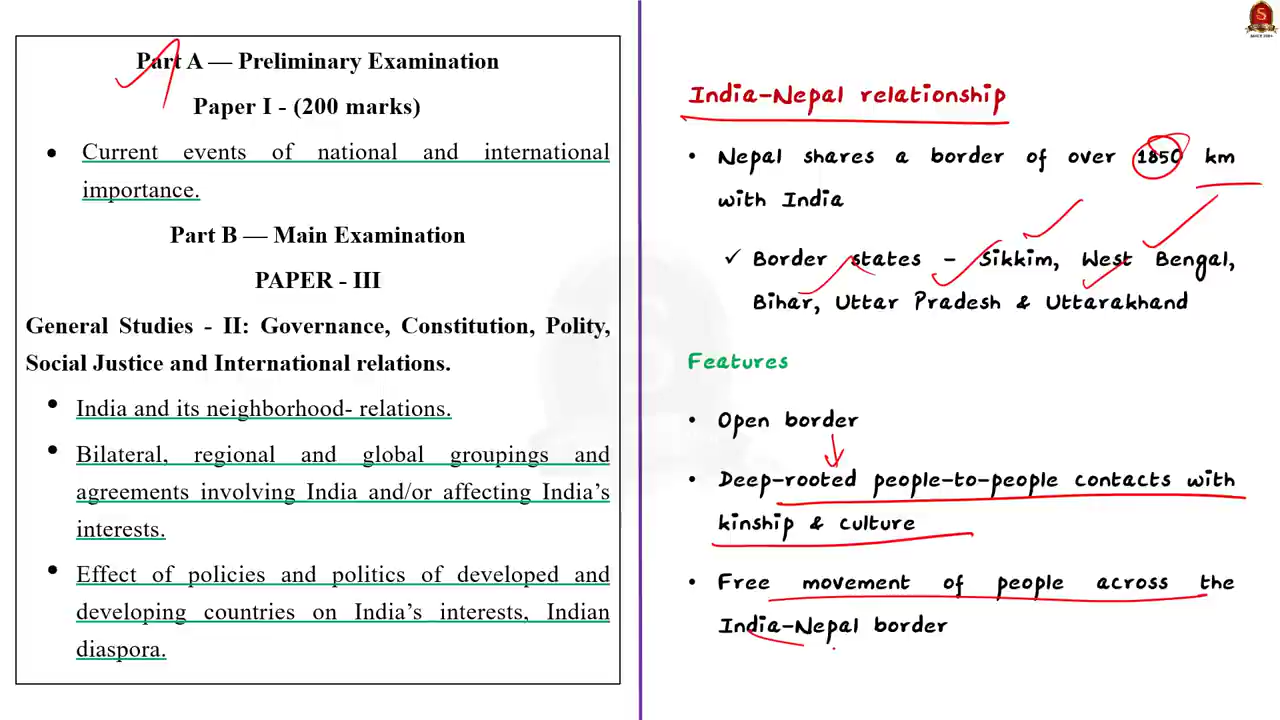 Part A — Preliminary Examination
Paper I - (200 marks)
• Current events of national and international
importance.
Part B — Main Examination
PAPER - III
General Studies - II: Governance, Constitution, Polity,
Social Justice and International relations.
• India and its neighborhood- relations.
• Bilateral, regional and global groupings and
agreements involving India and/or affecting India's
interests.
• Effect of policies and politics of developed and
developing countries on India's interests, Indian
diaspora.
India-Nepal relationship
• Nepal shares a border of over 1850 km
with India
✓ Border states - Sikkim, West Bengal,
Bihar, Uttar Pradesh & Uttarakhand
Features
• Open border
• Deep-rooted people-to-people contacts with
kinship & culture
• Free movement of people across the
India-Nepal border